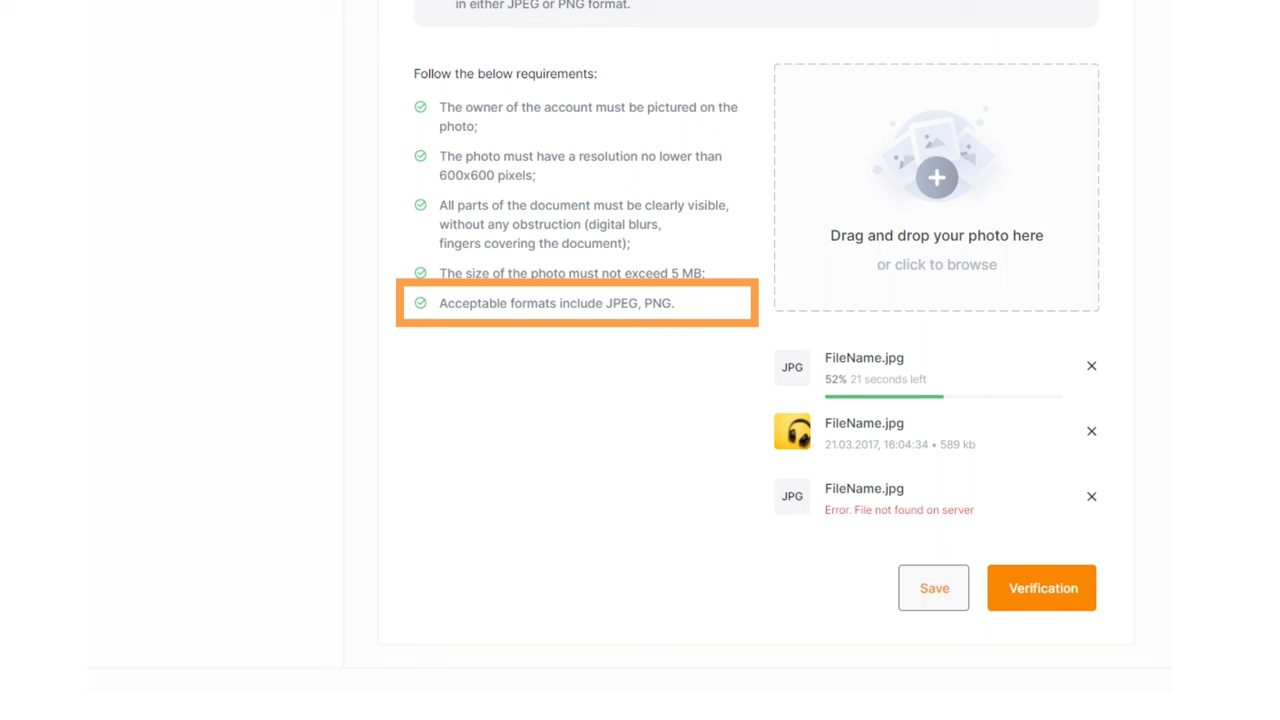 in either JPEG or PNG format.
Follow the below requirements:
The owner of the account must be pictured on the
photo;
The photo must have a resolution no lower than
600x600 pixels;
All parts of the document must be clearly visible,
without any obstruction (digital blurs,
fingers covering the document);
The size of the photo must not exceed 5 MB;
Acceptable formats include JPEG, PNG.
Drag and drop your photo here
or click to browse
JPG
FileName.jpg
52% 21 seconds left
FileName.jpg
21.03.2017, 16:04:34 • 589 kb
JPG
FileName.jpg
Error. File not found on server
Save
Verification